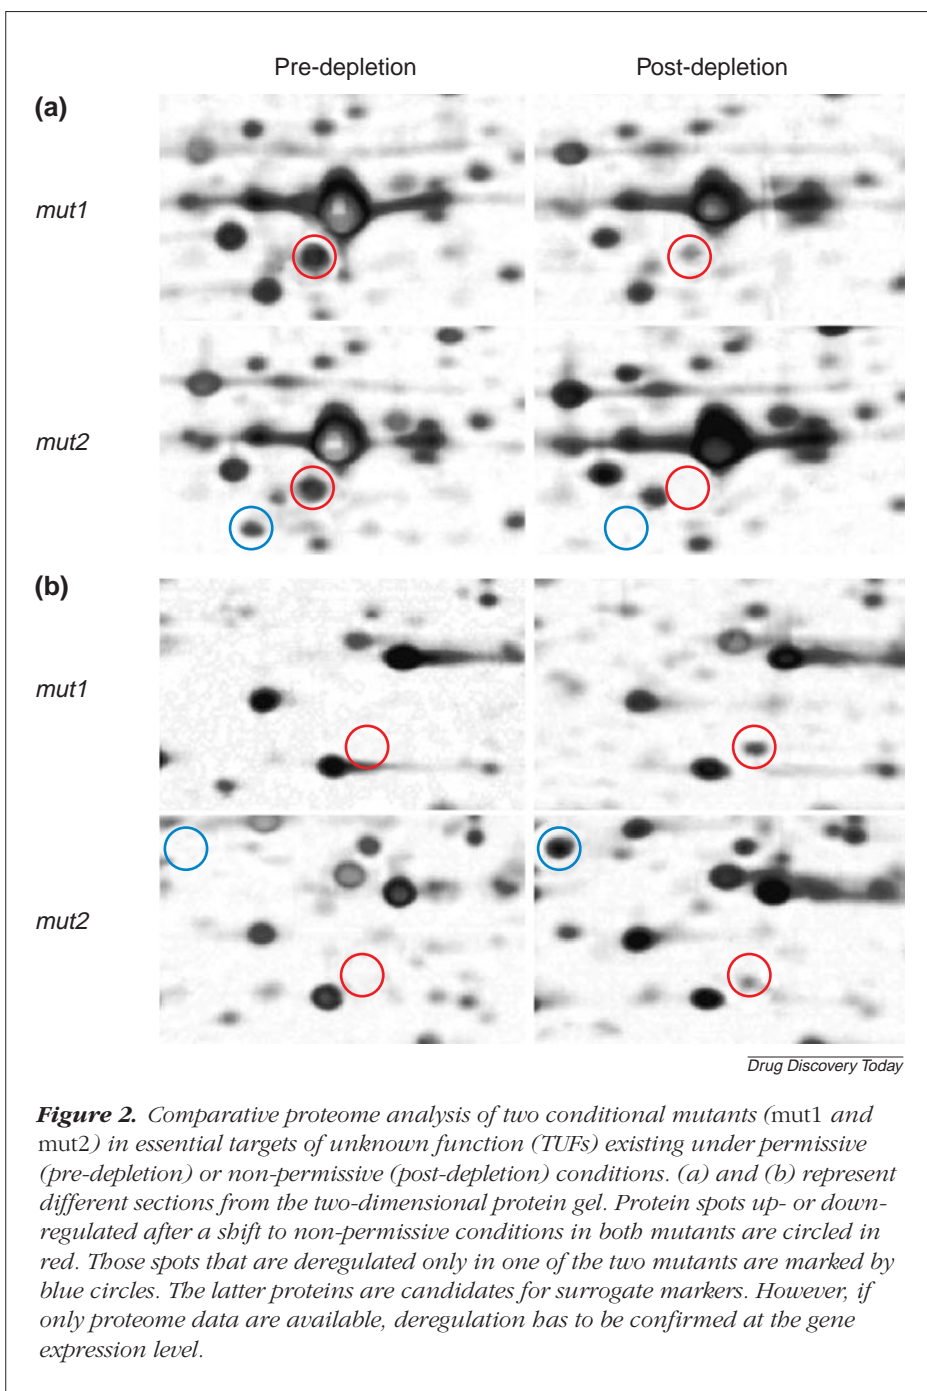 Pre-depletion Post-depletion
(a)
mut1
mut2
(b)
mut1
mut2
Drug Discovery Today
Figure 2. Comparative proteome analysis of two conditional mutants (mut1 and
mut2) in essential targets of unknown function (TUFs) existing under permissive
(pre-depletion) or non-permissive (post-depletion) conditions. (a) and (b) represent
different sections from the two-dimensional protein gel. Protein spots up- or down-
regulated after a shift to non-permissive conditions in both mutants are circled in
red. Those spots that are deregulated only in one of the two mutants are marked by
blue circles. The latter proteins are candidates for surrogate markers. However, if
only proteome data are available, deregulation has to be confirmed at the gene
expression level.